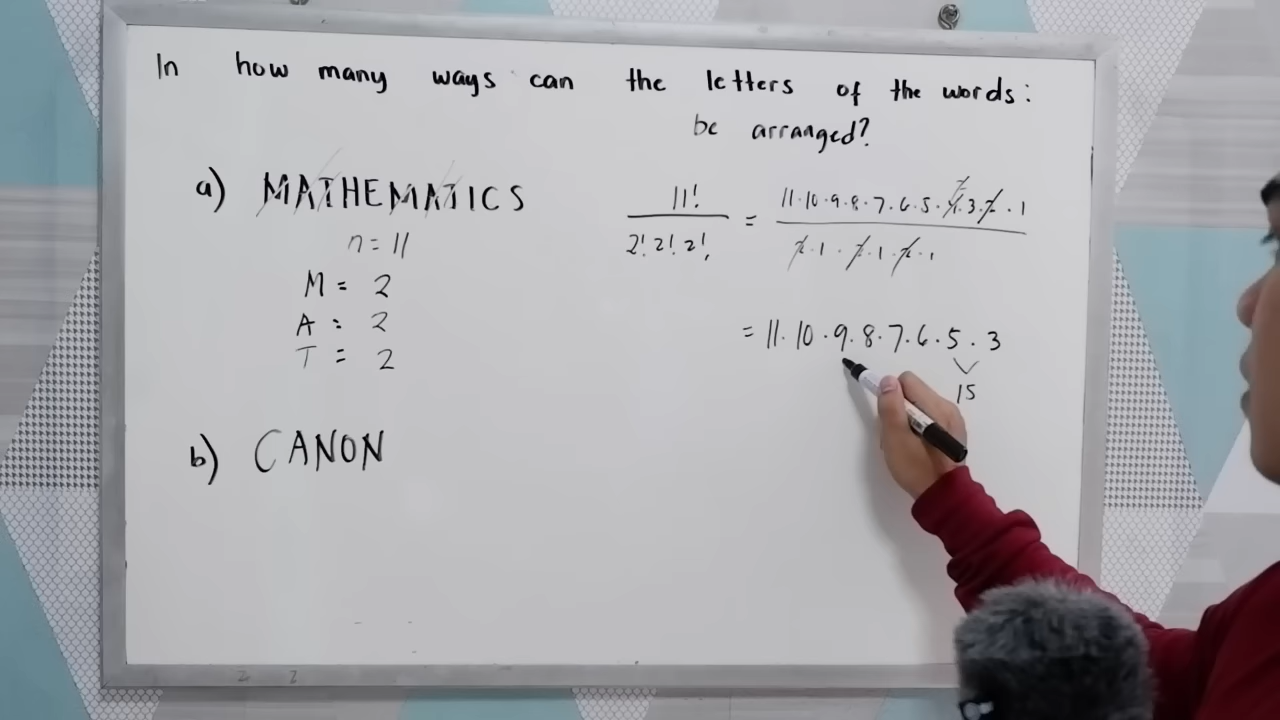 In how many ways can the letters of the words:
be arranged?
a) MATHEMATICS
n = 11
M = 2
A = 2
T = 2
11! / 2! 2! 2! = 11·10·9·8·7·6·5·4·3·2·1 / 2·1·2·1·2·1
2
= 11·10·9·8·7·6·5·3
15
b) CANON